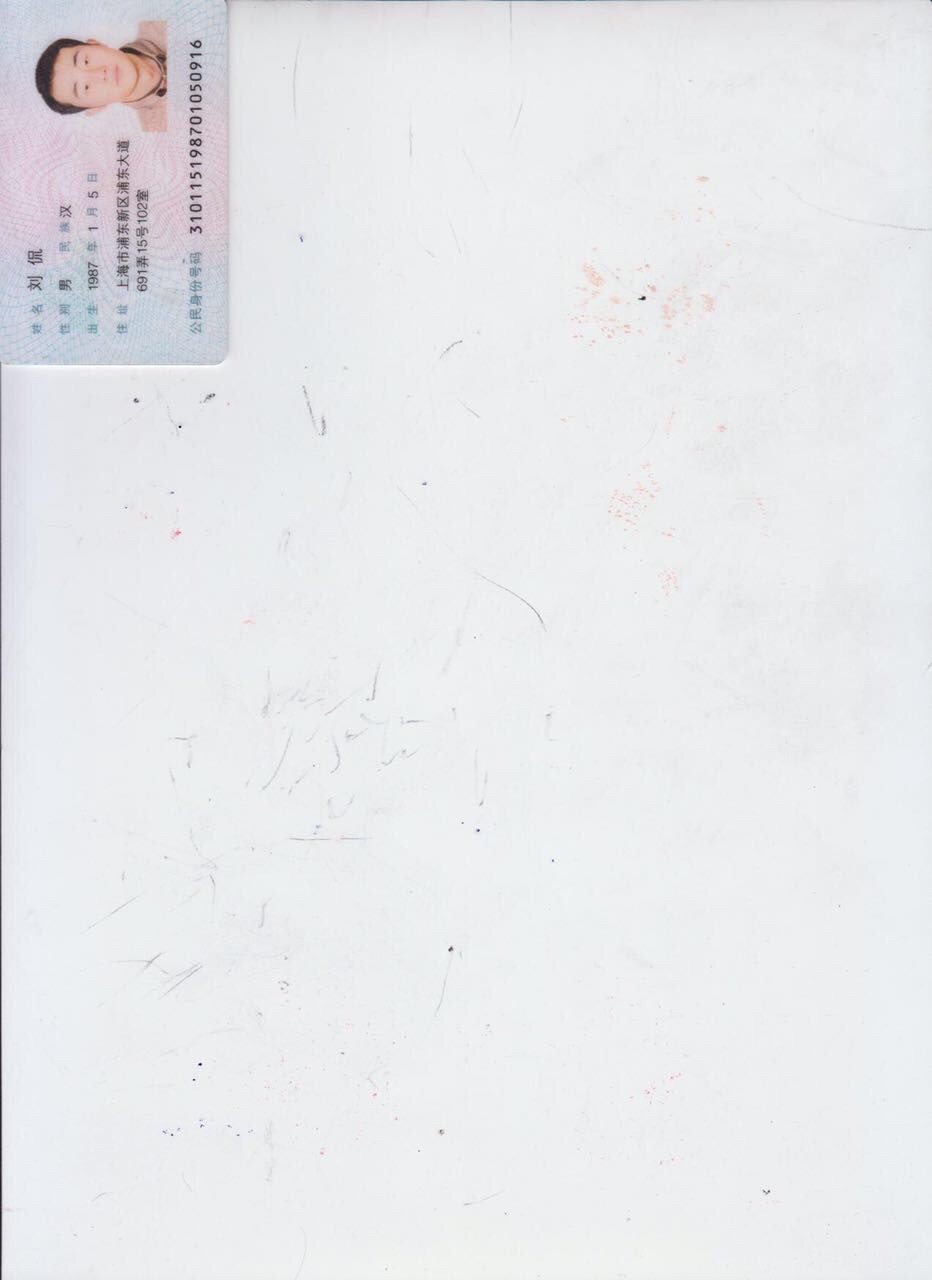 姓名 刘侃
性别 男 民族 汉
出生 1987 年 1 月 5 日
住址 上海市浦东新区浦东大道
691弄15号102室
公民身份号码 310115198701050916